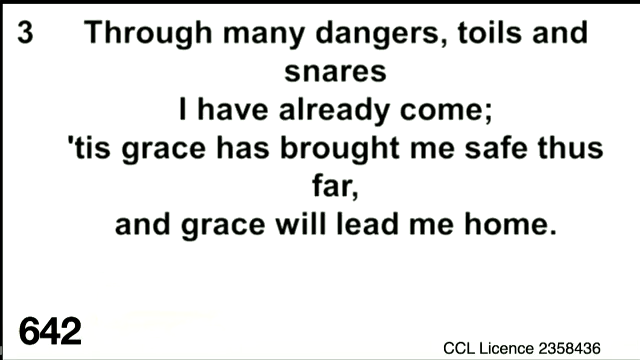 3 Through many dangers, toils and
snares
I have already come;
'tis grace has brought me safe thus
far,
and grace will lead me home.
642
CCL Licence 2358436